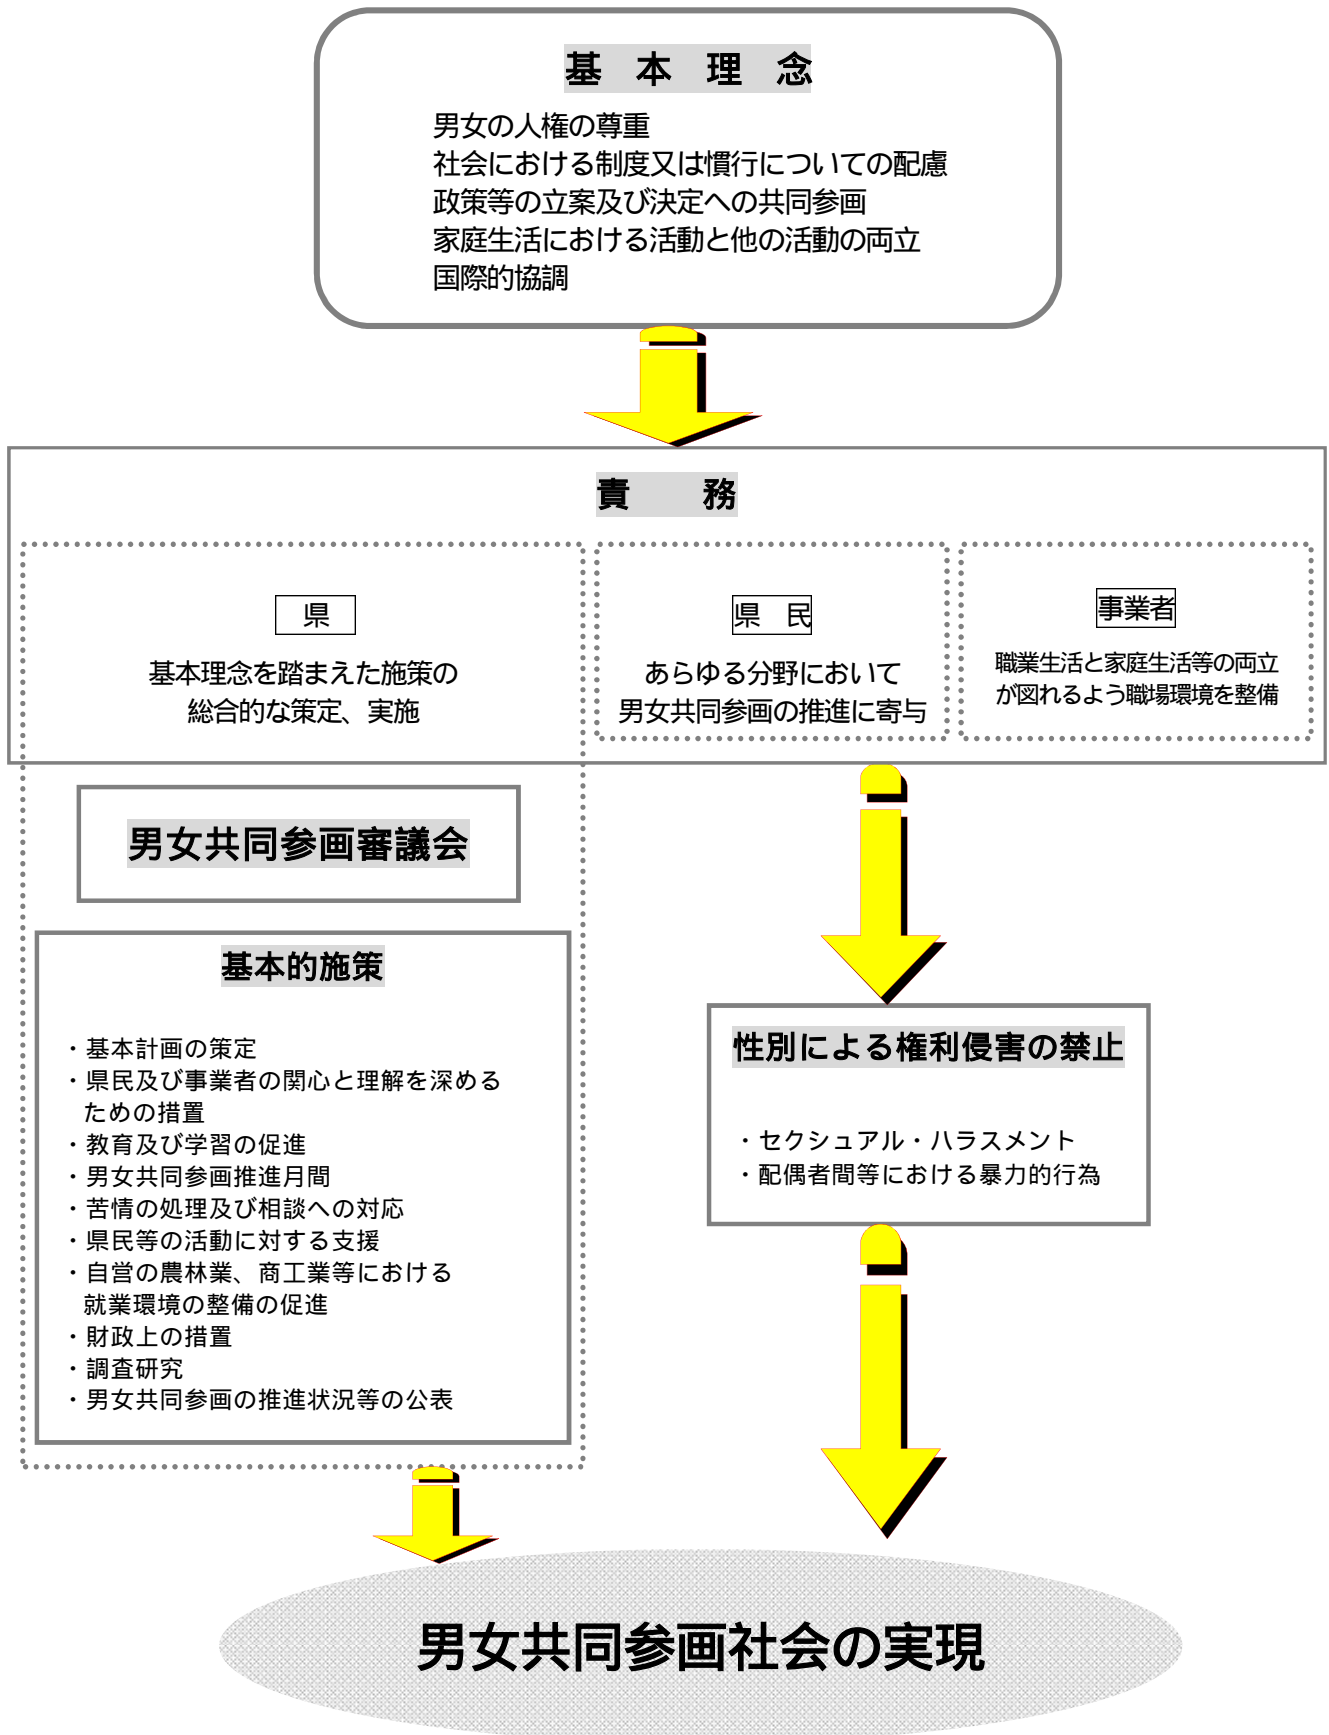 基本理念
男女の人権の尊重
社会における制度又は慣行についての配慮
政策等の立案及び決定への共同参画
家庭生活における活動と他の活動の両立
国際的協調
責務
県
基本理念を踏まえた施策の
総合的な策定、実施
県民
あらゆる分野において
男女共同参画の推進に寄与
事業者
職業生活と家庭生活等の両立
が図れるよう職場環境を整備
男女共同参画審議会
基本的施策
・基本計画の策定
・県民及び事業者の関心と理解を深める
ための措置
・教育及び学習の促進
・男女共同参画推進月間
・苦情の処理及び相談への対応
・県民等の活動に対する支援
・自営の農林業、商工業等における
就業環境の整備の促進
・財政上の措置
・調査研究
・男女共同参画の推進状況等の公表
性別による権利侵害の禁止
・セクシュアル・ハラスメント
・配偶者間等における暴力的行為
男女共同参画社会の実現